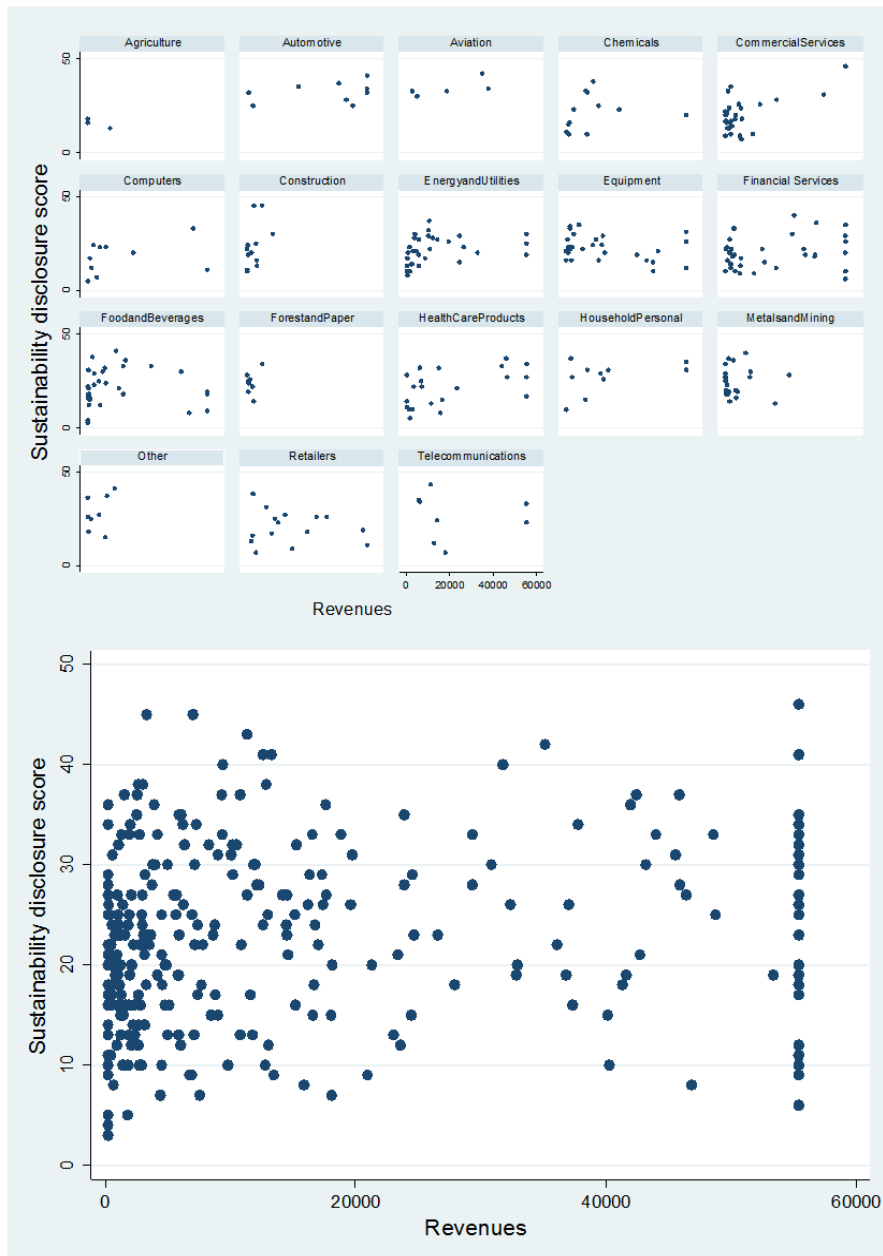 Agriculture Automotive Aviation Chemicals CommercialServices
50
0
Computers Construction EnergyandUtilities Equipment Financial Services
50
0
FoodandBeverages ForestandPaper HealthCareProducts HouseholdPersonal MetalsandMining
50
0
Other Retailers Telecommunications
50
0
0 20000 40000 60000
Sustainability disclosure score
Revenues
50
40
30
20
10
0
Sustainability disclosure score
0 20000 40000 60000
Revenues